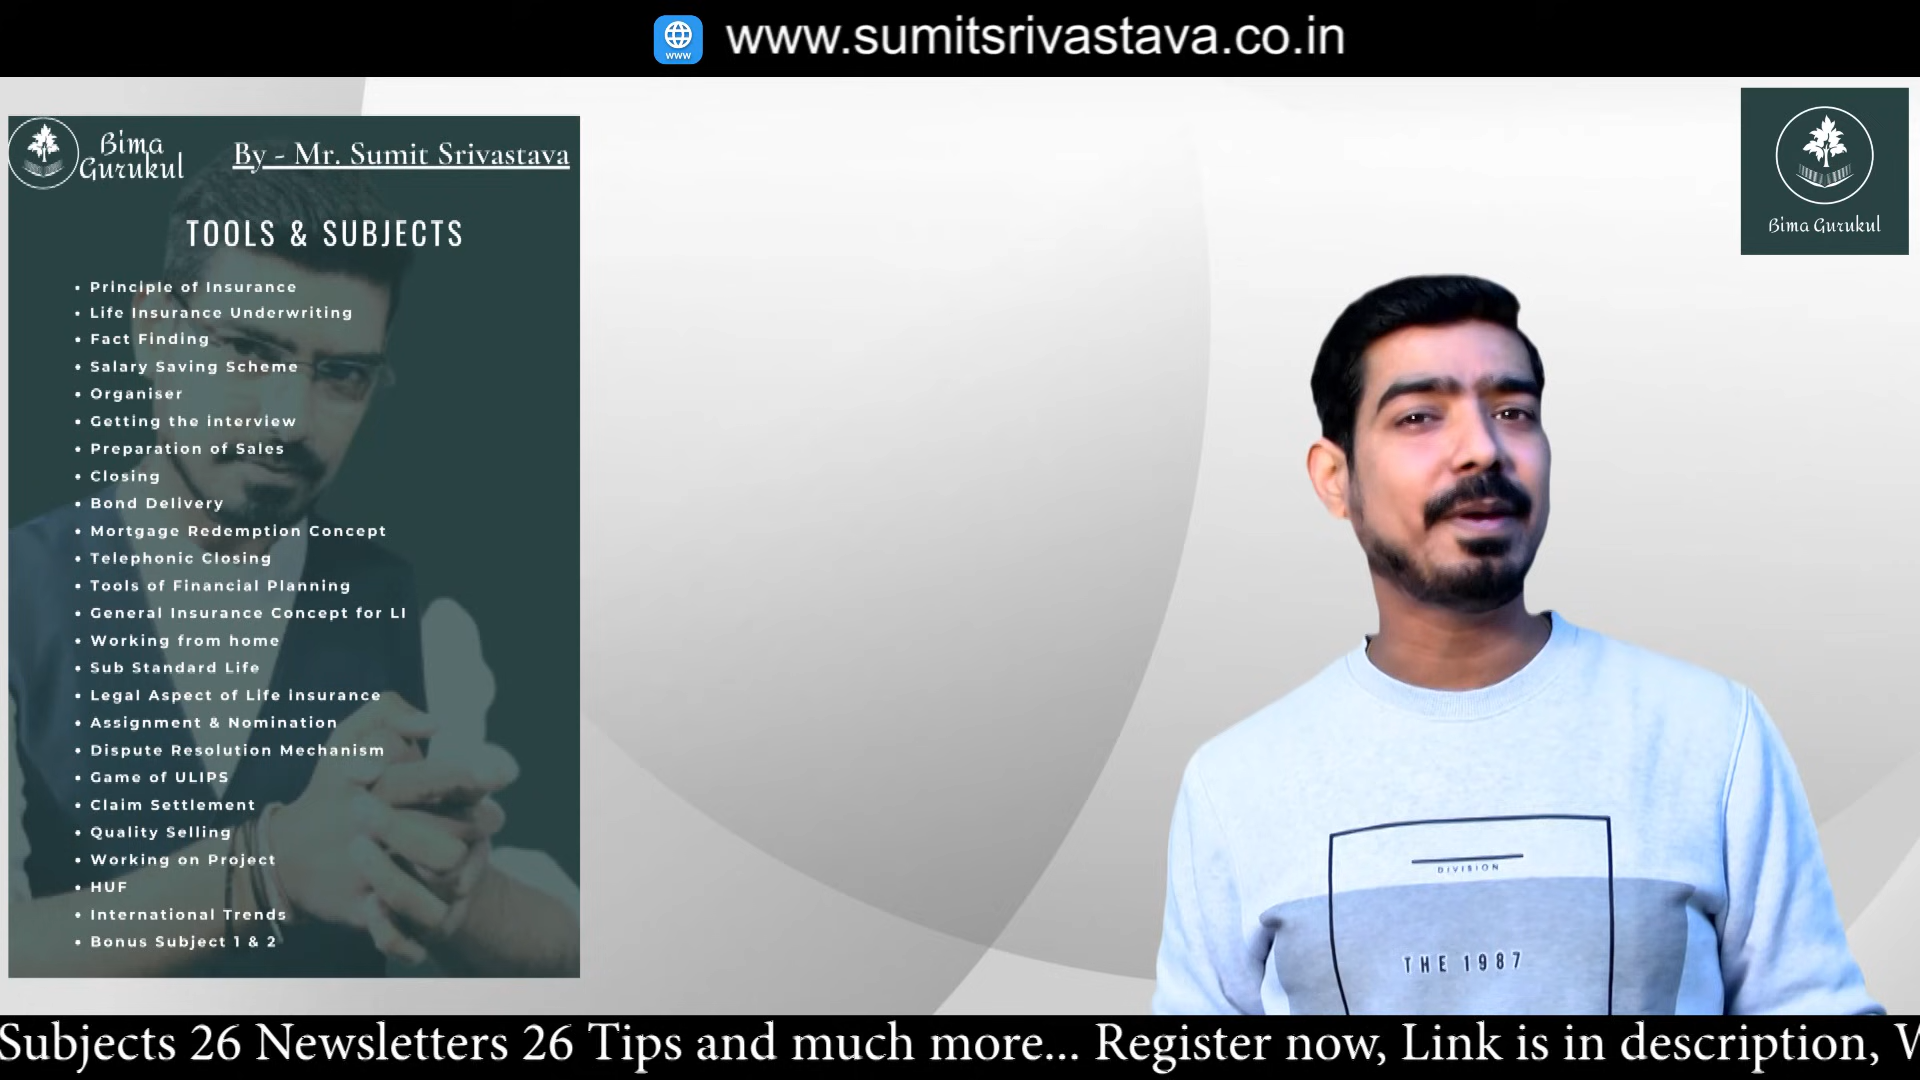 www
www.sumitsrivastava.co.in
Bima
Gurukul
By - Mr. Sumit Srivastava
TOOLS & SUBJECTS
• Principle of Insurance
• Life Insurance Underwriting
• Fact Finding
• Salary Saving Scheme
• Organiser
• Getting the interview
• Preparation of Sales
• Closing
• Bond Delivery
• Mortgage Redemption Concept
• Telephonic Closing
• Tools of Financial Planning
• General Insurance Concept for LI
• Working from home
• Sub Standard Life
• Legal Aspect of Life insurance
• Assignment & Nomination
• Dispute Resolution Mechanism
• Game of ULIPS
• Claim Settlement
• Quality Selling
• Working on Project
• HUF
• International Trends
• Bonus Subject 1 & 2
Bima Gurukul
DIVISION
THE 1987
Subjects 26 Newsletters 26 Tips and much more... Register now, Link is in description,